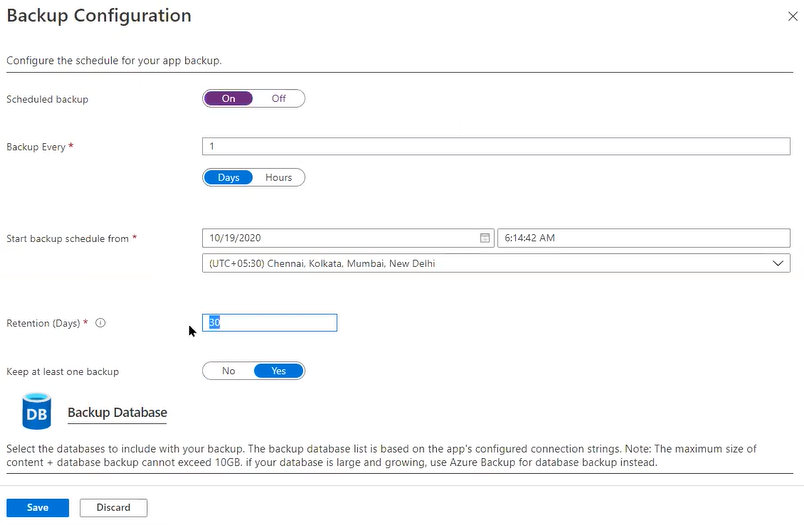 Backup Configuration
Configure the schedule for your app backup.
Scheduled backup
On Off
Backup Every *
1
Days Hours
Start backup schedule from *
10/19/2020 6:14:42 AM
(UTC+05:30) Chennai, Kolkata, Mumbai, New Delhi
Retention (Days) *
30
Keep at least one backup
No Yes
DB
Backup Database
Select the databases to include with your backup. The backup database list is based on the app's configured connection strings. Note: The maximum size of
content + database backup cannot exceed 10GB. if your database is large and growing, use Azure Backup for database backup instead.
Save Discard